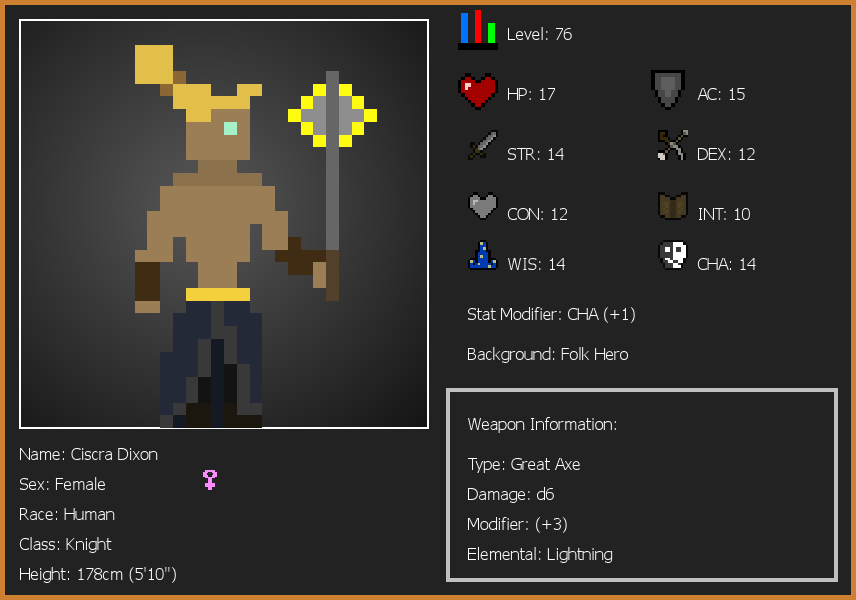 Level: 76
HP: 17
AC: 15
STR: 14
DEX: 12
CON: 12
INT: 10
WIS: 14
CHA: 14
Stat Modifier: CHA (+1)
Background: Folk Hero
Name: Ciscra Dixon
Sex: Female
Race: Human
Class: Knight
Height: 178cm (5'10")
Weapon Information:
Type: Great Axe
Damage: d6
Modifier: (+3)
Elemental: Lightning